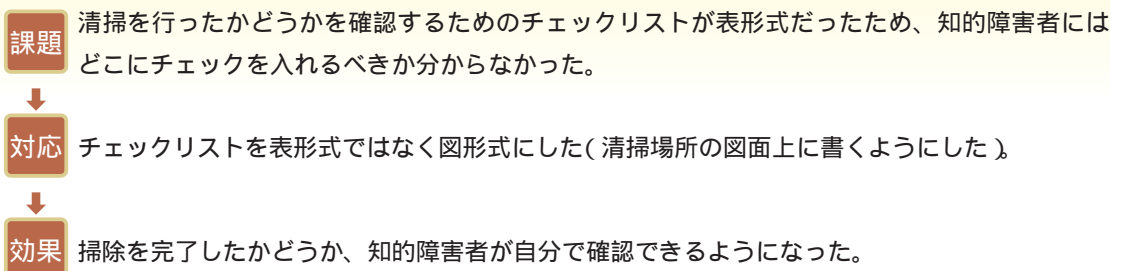 課題
清掃を行ったかどうかを確認するためのチェックリストが表形式だったため、知的障害者には
どこにチェックを入れるべきか分からなかった。
対応
チェックリストを表形式ではなく図形式にした(清掃場所の図面上に書くようにした)。
効果
掃除を完了したかどうか、知的障害者が自分で確認できるようになった。